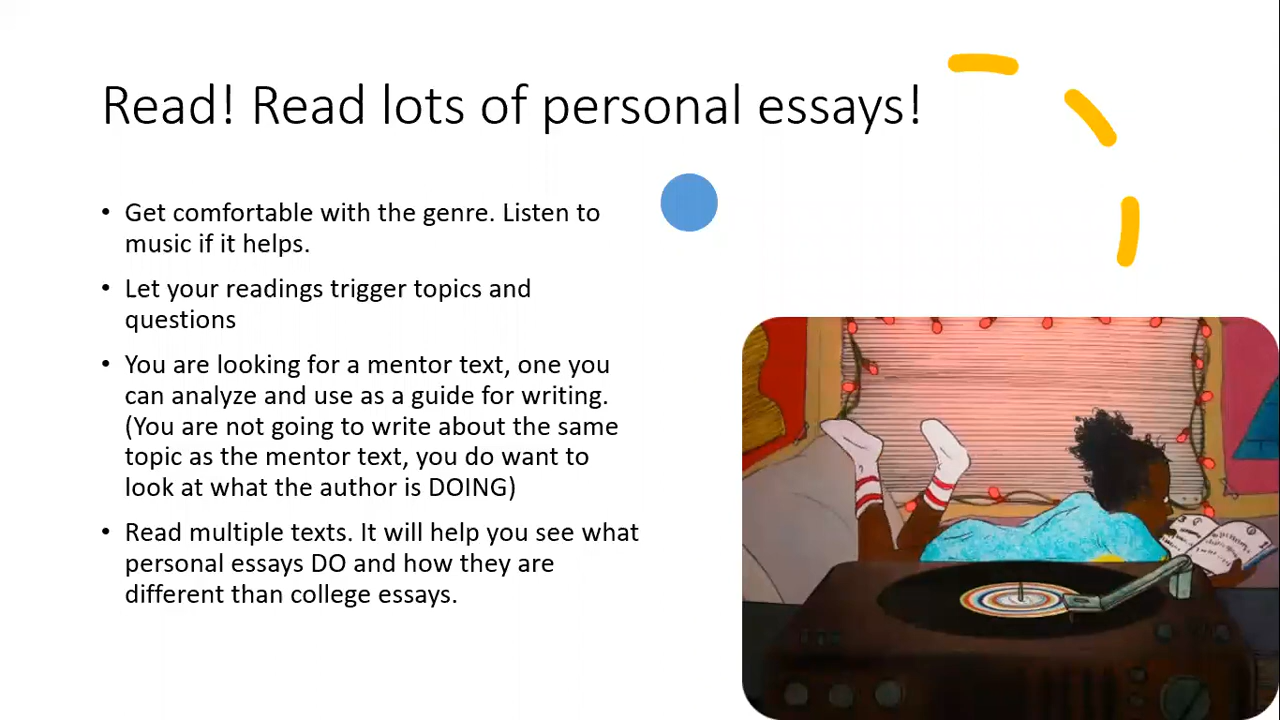 Read! Read lots of personal essays!
• Get comfortable with the genre. Listen to
music if it helps.
• Let your readings trigger topics and
questions
• You are looking for a mentor text, one you
can analyze and use as a guide for writing.
(You are not going to write about the same
topic as the mentor text, you do want to
look at what the author is DOING)
• Read multiple texts. It will help you see what
personal essays DO and how they are
different than college essays.